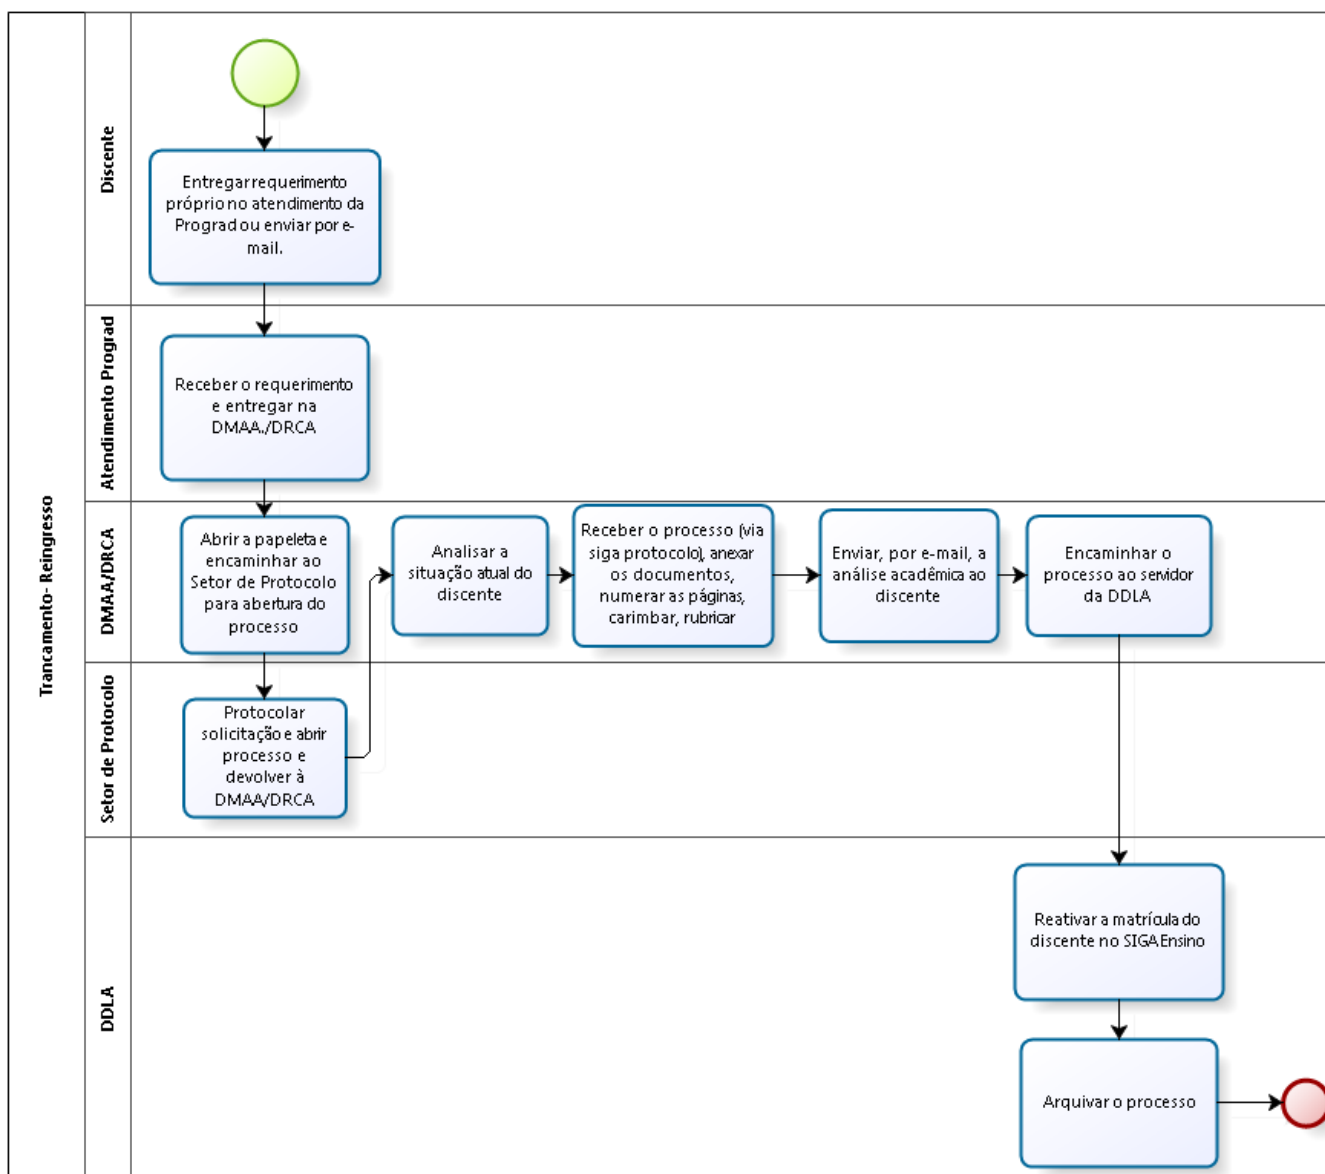 Trancamento- Reingresso
Discente
Entregar requerimento
próprio no atendimento da
Prograd ou enviar por e-
mail.
Atendimento Prograd
Receber o requerimento
e entregar na
DMAA./DRCA
DMAA/DRCA
Abrir a papeleta e
encaminhar ao
Setor de Protocolo
para abertura do
processo
Analisar a
situação atual do
discente
Receber o processo (via
siga protocolo), anexar
os documentos,
numerar as páginas,
carimbar, rubricar
Enviar, por e-mail, a
análise acadêmica ao
discente
Encaminhar o
processo ao servidor
da DDLA
Setor de Protocolo
Protocolar
solicitação e abrir
processo e
devolver à
DMAA/DRCA
DDLA
Reativar a matrícula do
discente no SIGAEnsino
Arquivar o processo